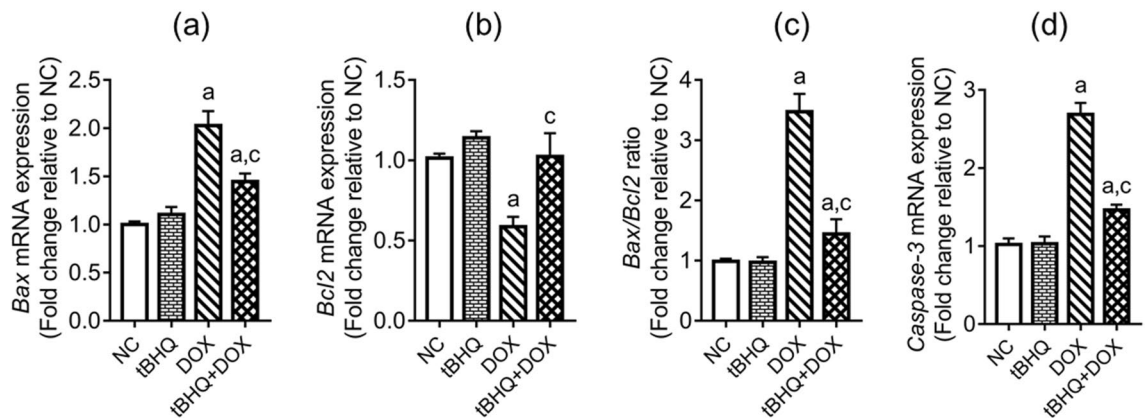 (a)
Bax mRNA expression
(Fold change relative to NC)
2.5
2.0
1.5
1.0
0.5
0.0
a
a,c
NC
tBHQ
DOX
tBHQ+DOX
(b)
Bcl2 mRNA expression
(Fold change relative to NC)
1.5
1.0
0.5
0.0
a
c
NC
tBHQ
DOX
tBHQ+DOX
(c)
Bax/Bcl2 ratio
(Fold change relative to NC)
4
3
2
1
0
a
a,c
NC
tBHQ
DOX
tBHQ+DOX
(d)
Caspase-3 mRNA expression
(Fold change relative to NC)
3
2
1
0
a
a,c
NC
tBHQ
DOX
tBHQ+DOX